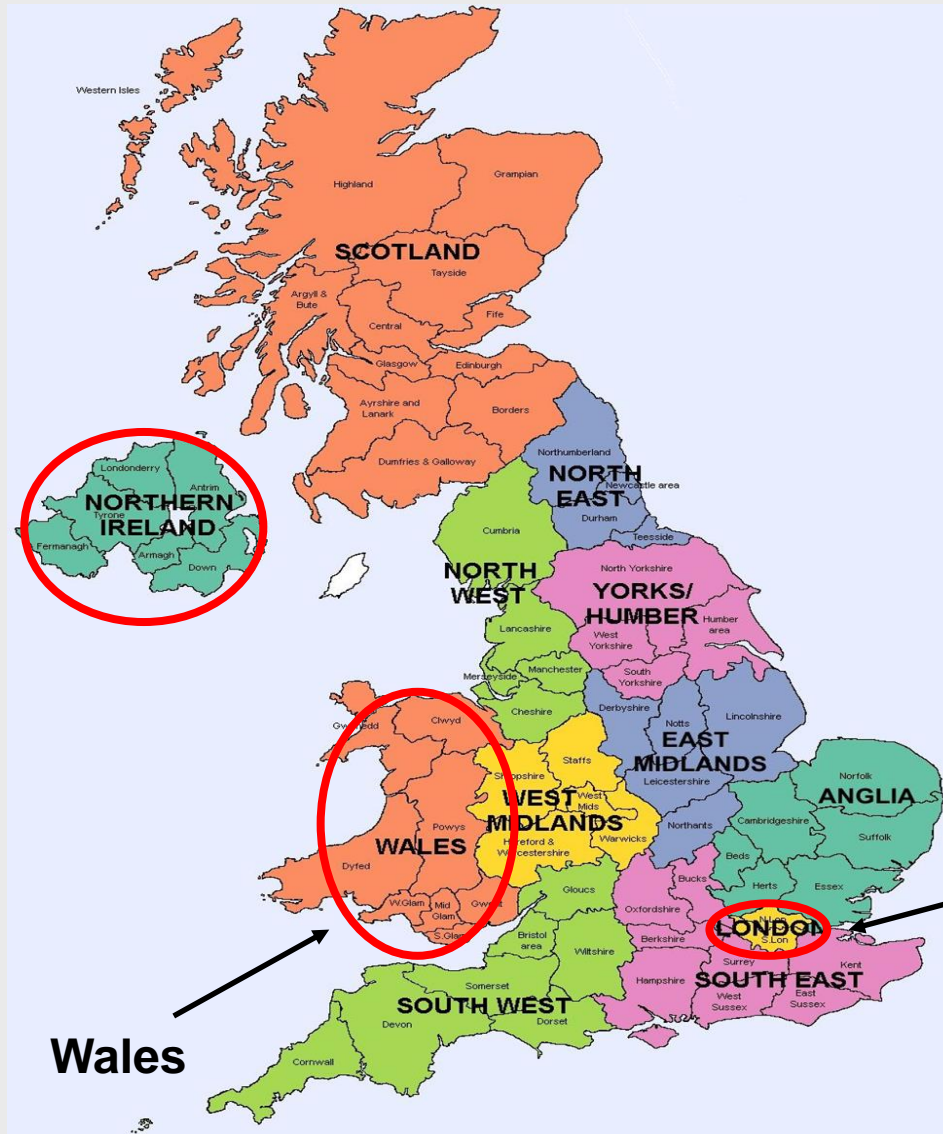 Western Isles
Highland
Grampian
SCOTLAND
Tayside
Argyll &
Bute
Central
Fife
Glasgow
Edinburgh
Ayrshire and
Lanark
Borders
Dumfries & Galloway
Londonderry
Antrim
NORTHERN
IRELAND
Tyrone
Fermanagh
Armagh
Down
Northumberland
NORTH
EAST
Newcastle area
Durham
Teesside
Cumbria
NORTH
WEST
Lancashire
Manchester
Merseyside
Cheshire
North Yorkshire
YORKS/
HUMBER
West
Yorkshire
Humber
area
South
Yorkshire
Derbyshire
Notts
Lincolnshire
EAST
MIDLANDS
Leicestershire
Northants
Gwynedd
Clwyd
Powys
WALES
Dyfed
W.Glam
Mid
Glam
Gwent
S.Glam
Shropshire
Staffs
WEST
MIDLANDS
West
Mids
Hereford &
Worcestershire
Warwicks
Norfolk
ANGLIA
Cambridgeshire
Suffolk
Beds
Herts
Essex
Gloucs
Bristol
area
Wiltshire
Somerset
SOUTH WEST
Devon
Dorset
Cornwall
Bucks
Oxfordshire
Berkshire
N.Lon
LONDON
S.Lon
Surrey
Kent
SOUTH EAST
Hampshire
West
Sussex
East
Sussex
Wales